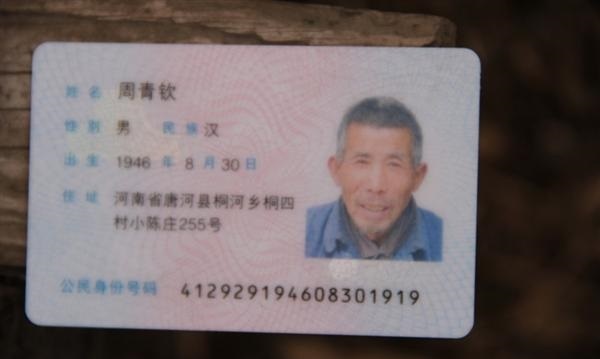 姓名 周青钦
性别 男 民族 汉
出生 1946 年 8 月 30 日
住址 河南省唐河县桐河乡桐四
村小陈庄255号
公民身份号码 412929194608301919